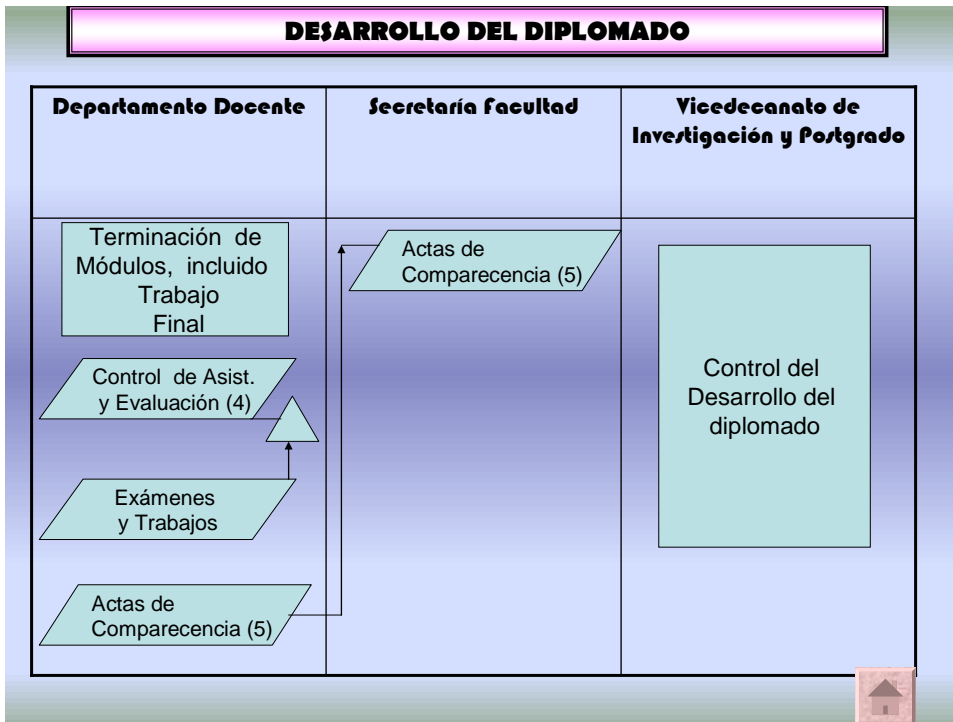 DESARROLLO DEL DIPLOMADO
Departamento Docente
Secretaría Facultad
Vicedecanato de
Investigación y Postgrado
Terminación de
Módulos, incluido
Trabajo
Final
Control de Asist.
y Evaluación (4)
Exámenes
y Trabajos
Actas de
Comparecencia (5)
Actas de
Comparecencia (5)
Control del
Desarrollo del
diplomado